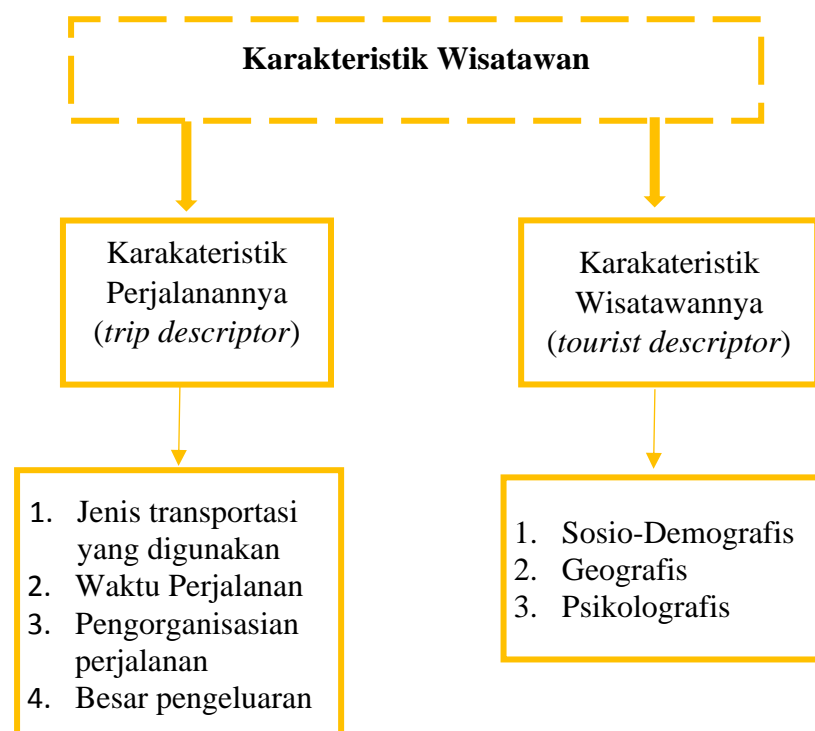 Karakteristik Wisatawan
Karakateristik
Perjalanannya
(trip descriptor)
Karakateristik
Wisatawannya
(tourist descriptor)
1. Jenis transportasi
yang digunakan
2. Waktu Perjalanan
3. Pengorganisasian
perjalanan
4. Besar pengeluaran
1. Sosio-Demografis
2. Geografis
3. Psikolografis